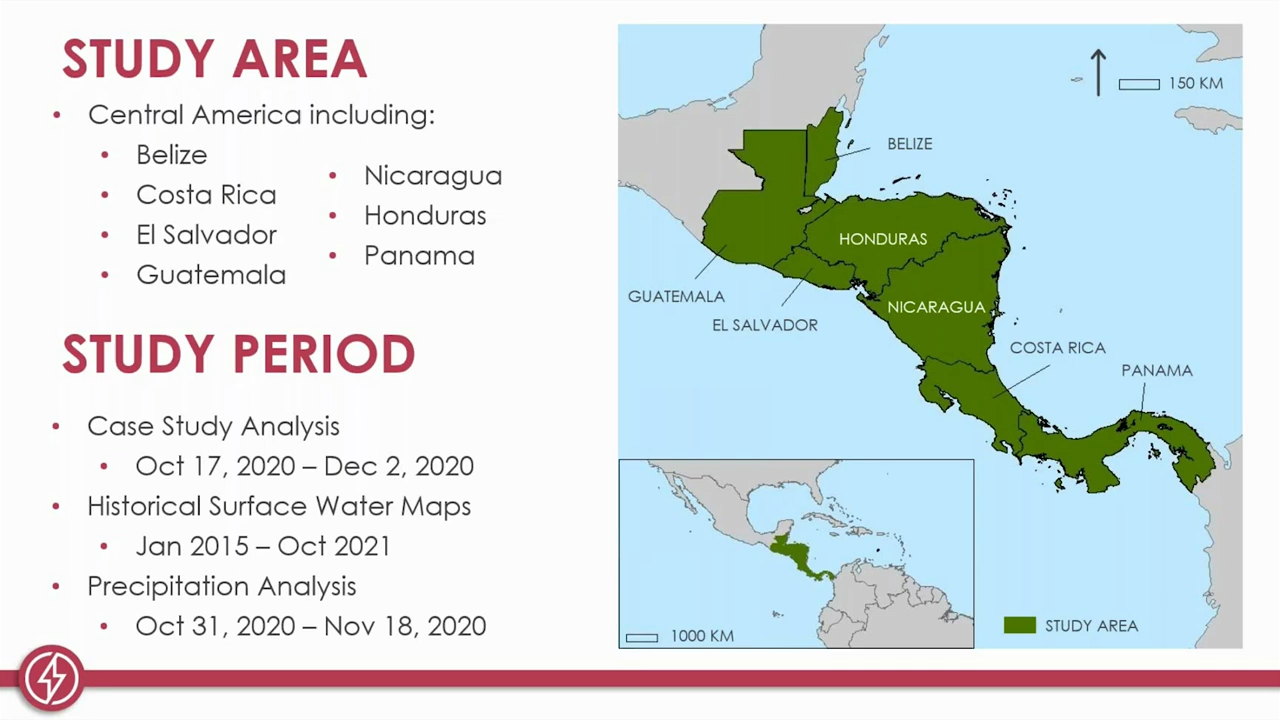 STUDY AREA
• Central America including:
• Belize
• Costa Rica
• El Salvador
• Guatemala
• Nicaragua
• Honduras
• Panama
STUDY PERIOD
• Case Study Analysis
• Oct 17, 2020 – Dec 2, 2020
• Historical Surface Water Maps
• Jan 2015 – Oct 2021
• Precipitation Analysis
• Oct 31, 2020 – Nov 18, 2020
150 KM
BELIZE
HONDURAS
GUATEMALA
NICARAGUA
EL SALVADOR
COSTA RICA
PANAMA
1000 KM
STUDY AREA